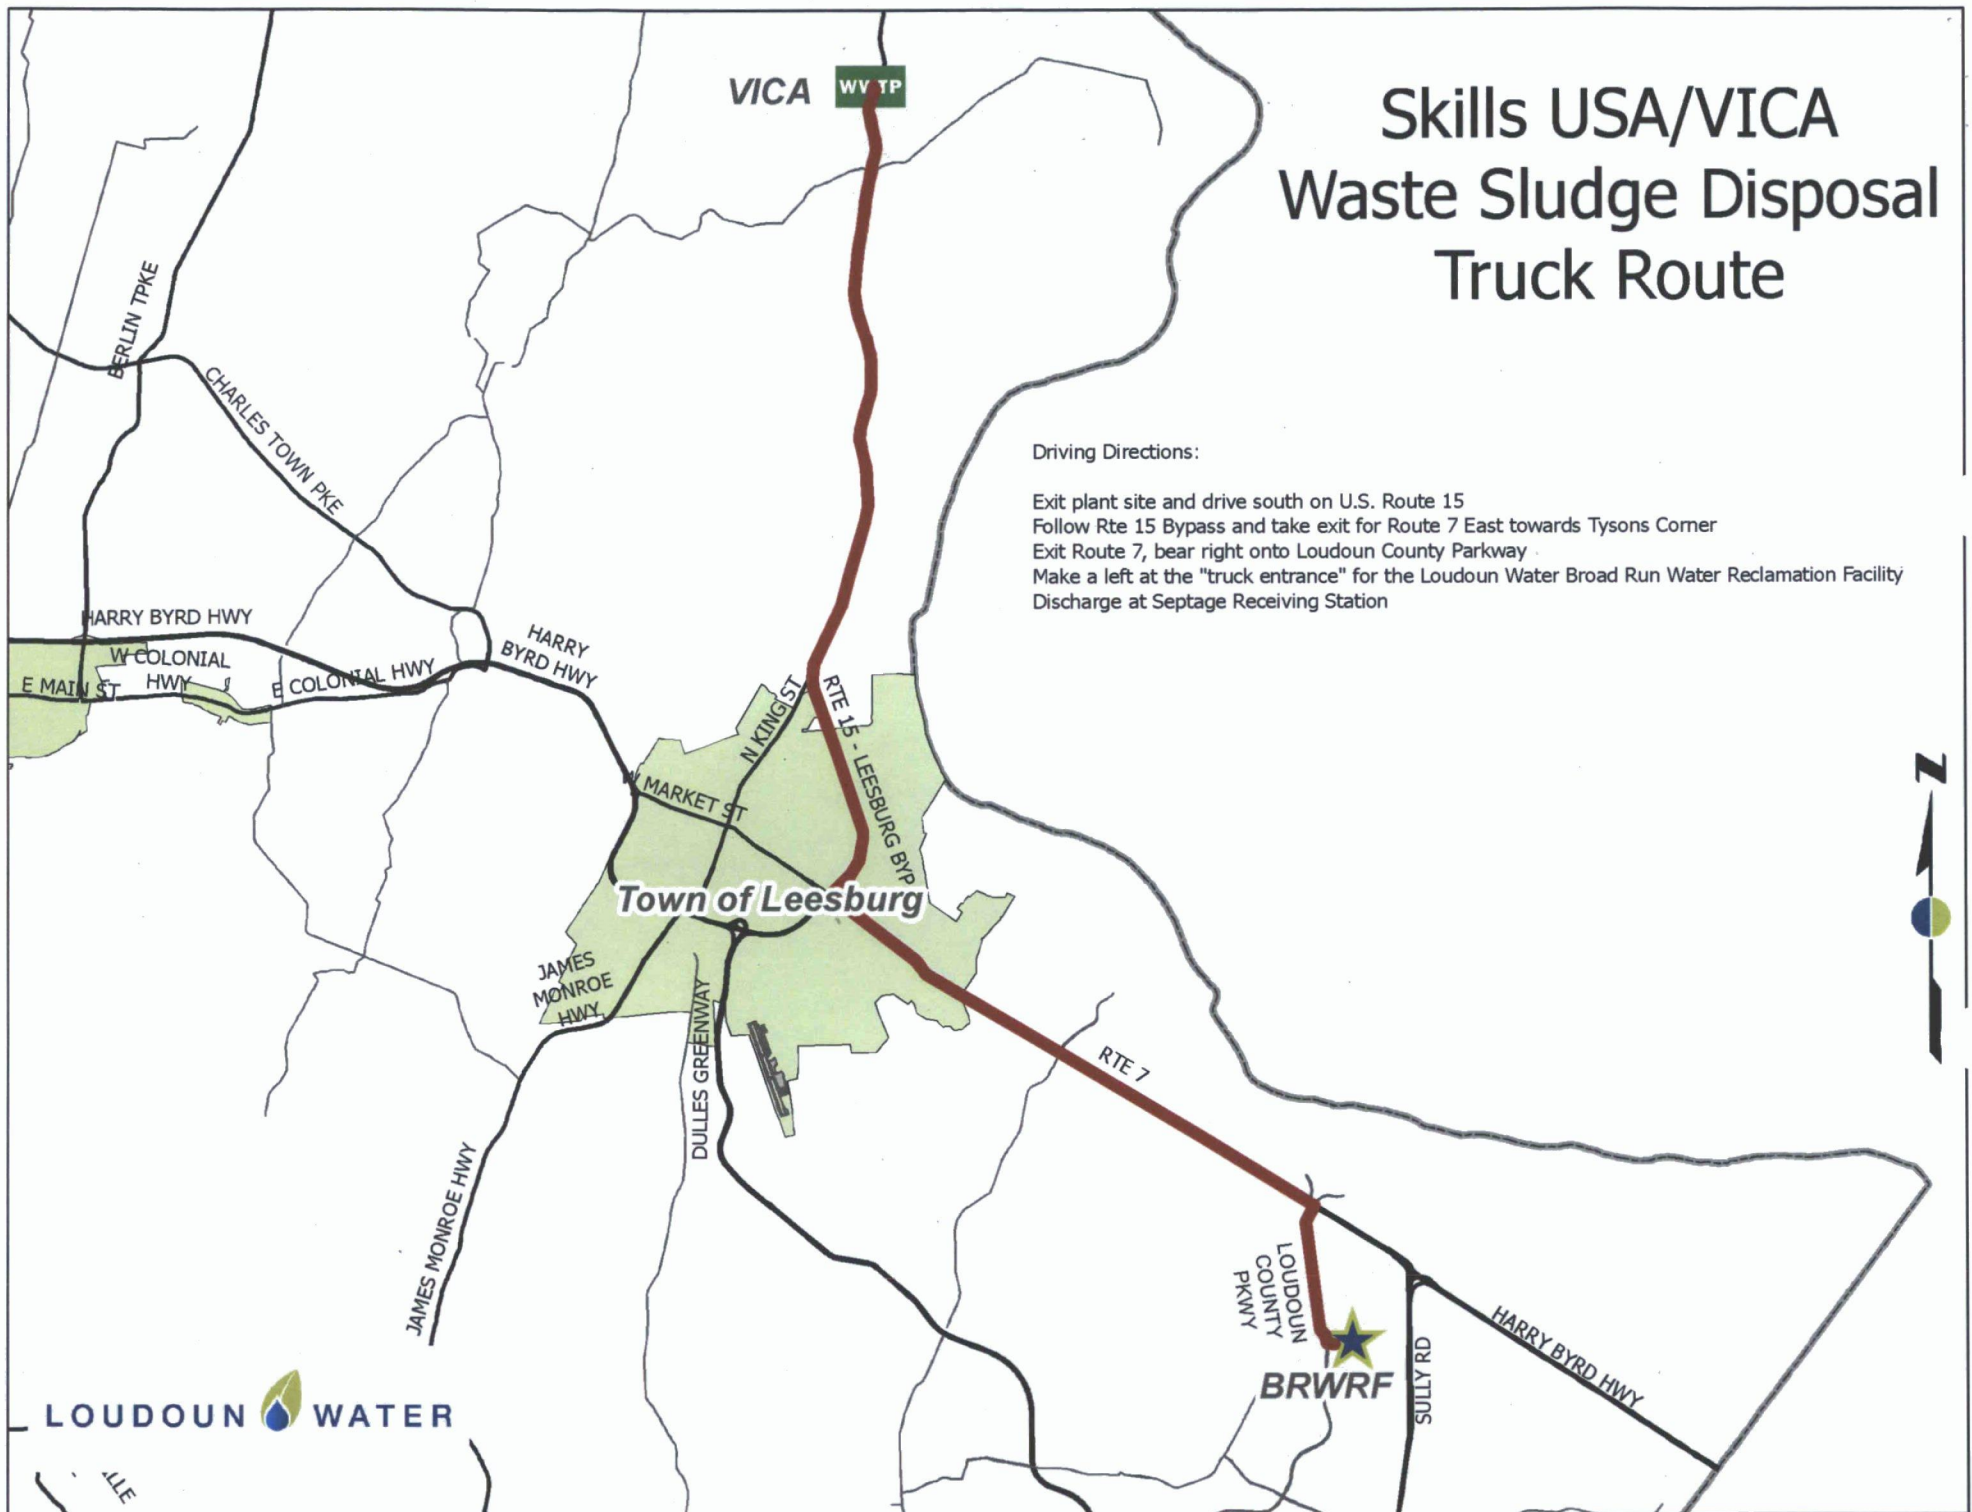 VICA
WWTP
Skills USA/VICA
Waste Sludge Disposal
Truck Route
BERLIN TPKE
CHARLES TOWN PKE
Driving Directions:
Exit plant site and drive south on U.S. Route 15
Follow Rte 15 Bypass and take exit for Route 7 East towards Tysons Corner
Exit Route 7, bear right onto Loudoun County Parkway
Make a left at the "truck entrance" for the Loudoun Water Broad Run Water Reclamation Facility
Discharge at Septage Receiving Station
HARRY BYRD HWY
W COLONIAL
HWY
E MAIN ST
E COLONIAL HWY
HARRY
BYRD HWY
N KING ST
RTE 15 - LEESBURG BYP
W MARKET ST
Town of Leesburg
N
JAMES
MONROE
HWY
DULLES GREENWAY
RTE 7
JAMES MONROE HWY
LOUDOUN
COUNTY
PKWY
BRWRF
SULLY RD
HARRY BYRD HWY
LOUDOUN WATER